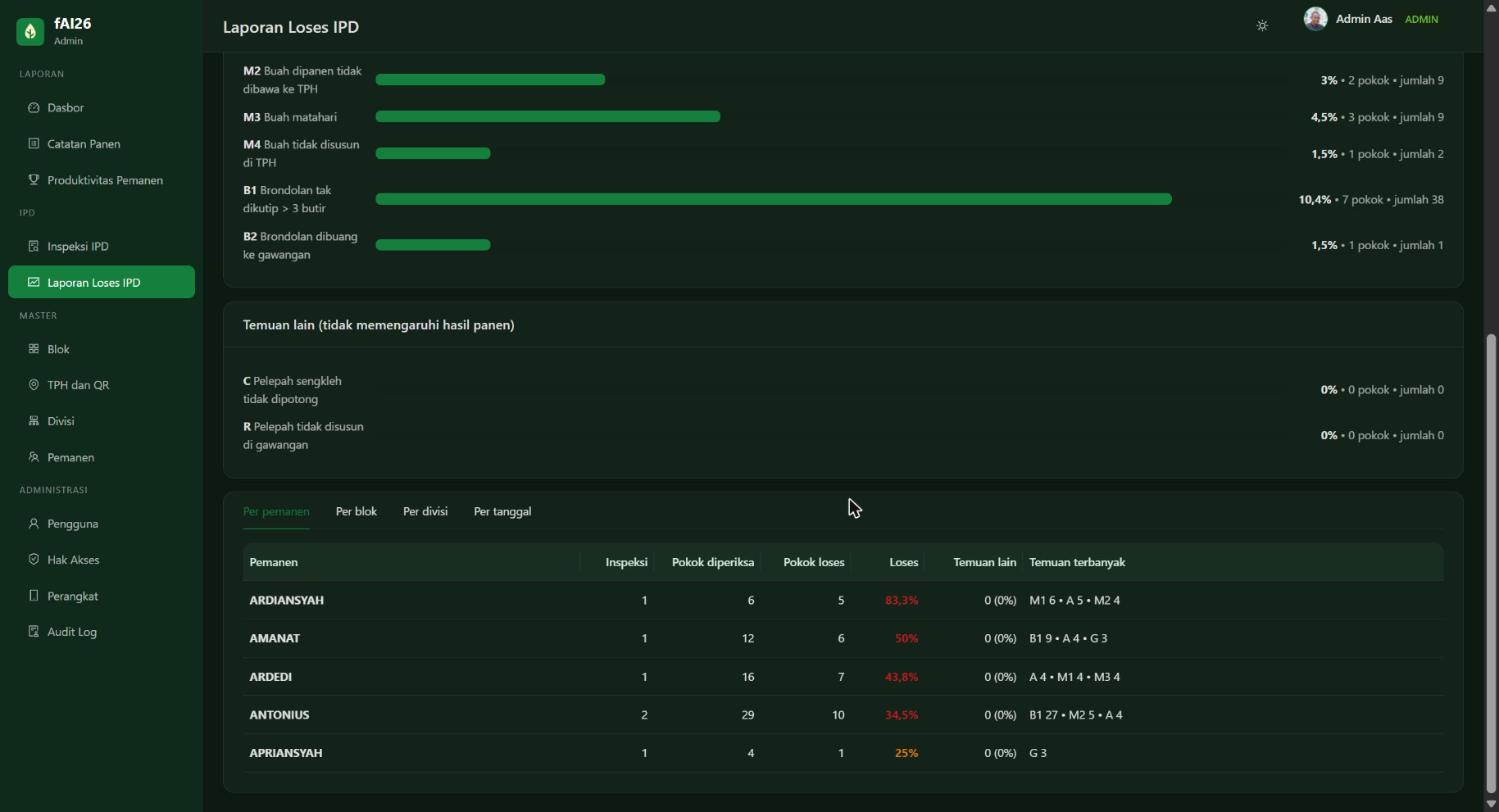 fAI26
Admin
Laporan Loses IPD
Admin Aas ADMIN
LAPORAN
Dasbor
Catatan Panen
Produktivitas Pemanen
IPD
Inspeksi IPD
Laporan Loses IPD
MASTER
Blok
TPH dan QR
Divisi
Pemanen
ADMINISTRASI
Pengguna
Hak Akses
Perangkat
Audit Log
M2 Buah dipanen tidak
dibawa ke TPH
3% • 2 pokok • jumlah 9
M3 Buah matahari
4,5% • 3 pokok • jumlah 9
M4 Buah tidak disusun
di TPH
1,5% • 1 pokok • jumlah 2
B1 Brondolan tak
dikutip > 3 butir
10,4% • 7 pokok • jumlah 38
B2 Brondolan dibuang
ke gawangan
1,5% • 1 pokok • jumlah 1
Temuan lain (tidak memengaruhi hasil panen)
C Pelepah sengkleh
tidak dipotong
0% • 0 pokok • jumlah 0
R Pelepah tidak disusun
di gawangan
0% • 0 pokok • jumlah 0
Per pemanen Per blok Per divisi Per tanggal
Pemanen Inspeksi Pokok diperiksa Pokok loses Loses Temuan lain Temuan terbanyak
ARDIANSYAH 1 6 5 83,3% 0 (0%) M1 6 • A 5 • M2 4
AMANAT 1 12 6 50% 0 (0%) B1 9 • A 4 • G 3
ARDEDI 1 16 7 43,8% 0 (0%) A 4 • M1 4 • M3 4
ANTONIUS 2 29 10 34,5% 0 (0%) B1 27 • M2 5 • A 4
APRIANSYAH 1 4 1 25% 0 (0%) G 3